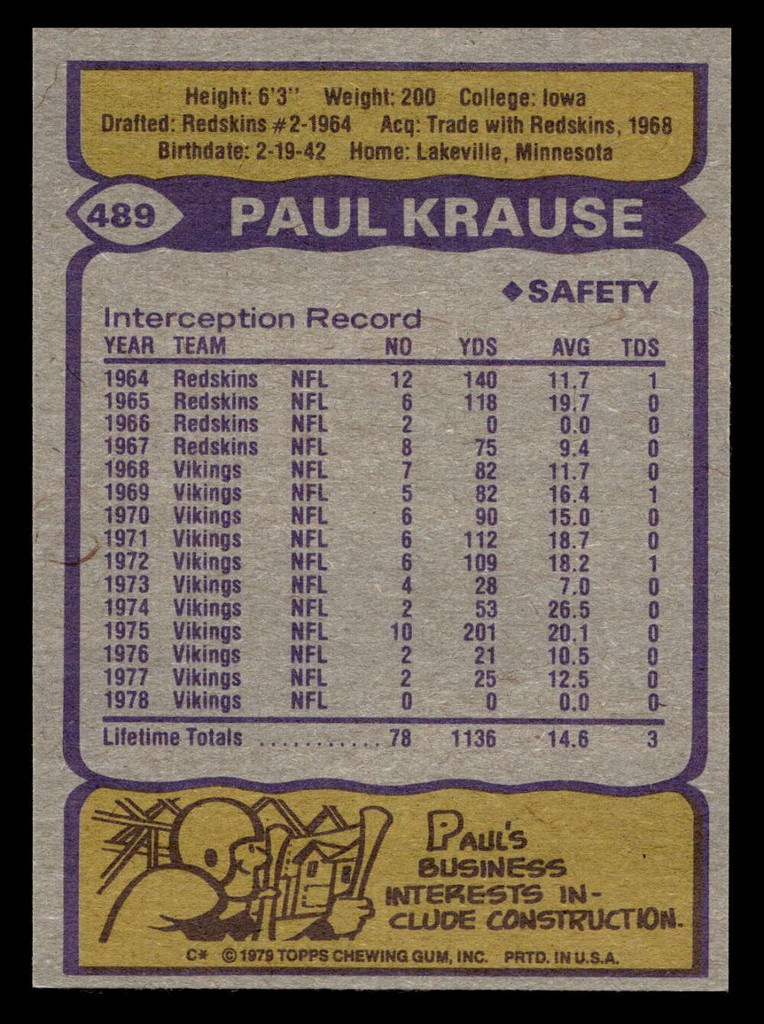 Height: 6'3" Weight: 200 College: Iowa
Drafted: Redskins #2-1964 Acq: Trade with Redskins, 1968
Birthdate: 2-19-42 Home: Lakeville, Minnesota
489 PAUL KRAUSE
◆SAFETY
Interception Record
YEAR TEAM NO YDS AVG TDS
1964 Redskins NFL 12 140 11.7 1
1965 Redskins NFL 6 118 19.7 0
1966 Redskins NFL 2 0 0.0 0
1967 Redskins NFL 8 75 9.4 0
1968 Vikings NFL 7 82 11.7 0
1969 Vikings NFL 5 82 16.4 1
1970 Vikings NFL 6 90 15.0 0
1971 Vikings NFL 6 112 18.7 0
1972 Vikings NFL 6 109 18.2 1
1973 Vikings NFL 4 28 7.0 0
1974 Vikings NFL 2 53 26.5 0
1975 Vikings NFL 10 201 20.1 0
1976 Vikings NFL 2 21 10.5 0
1977 Vikings NFL 2 25 12.5 0
1978 Vikings NFL 0 0 0.0 0
Lifetime Totals ........... 78 1136 14.6 3
PAUL'S
BUSINESS
INTERESTS IN-
CLUDE CONSTRUCTION.
C* © 1979 TOPPS CHEWING GUM, INC. PRTD. IN U.S.A.